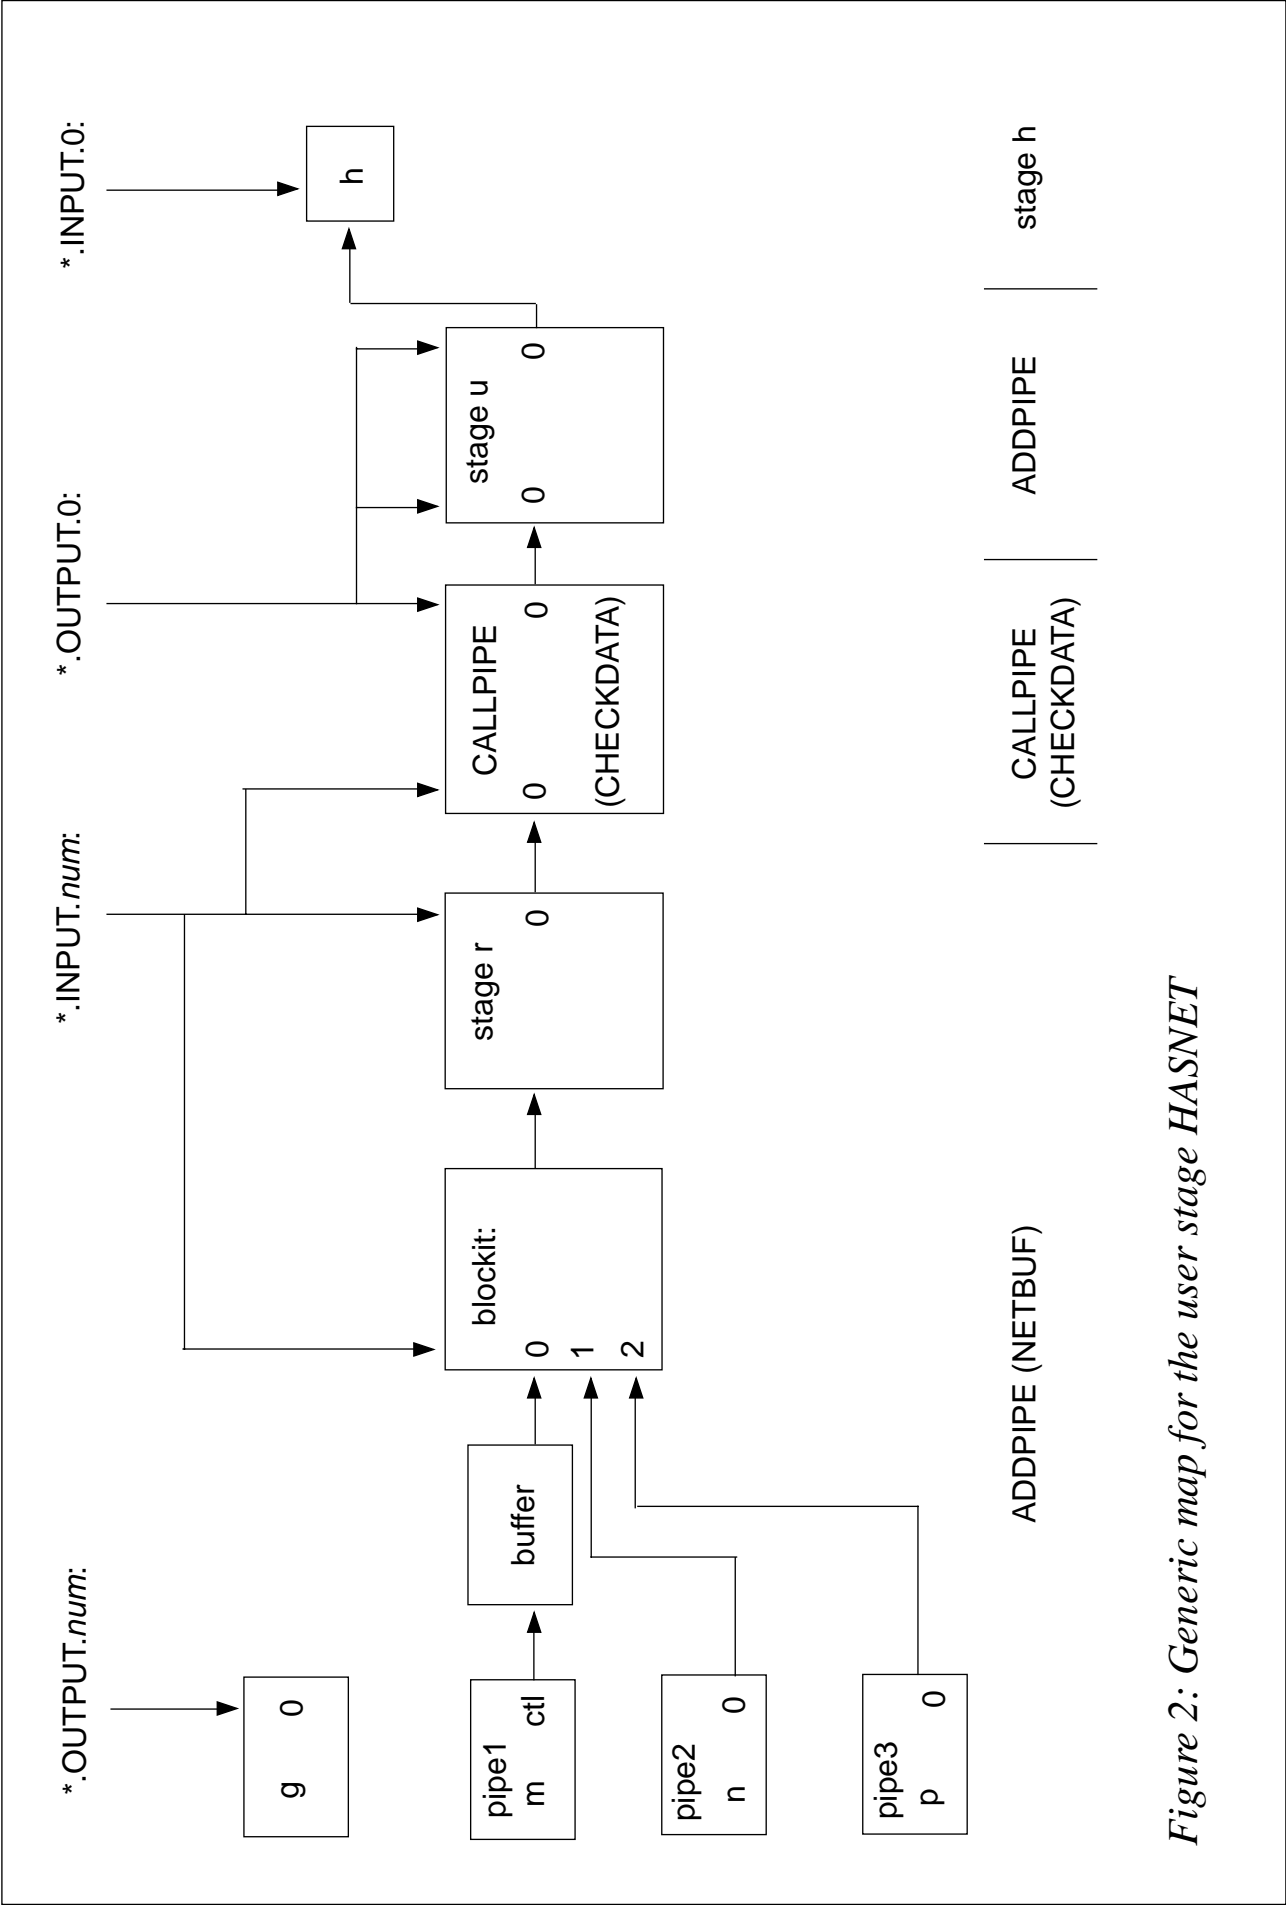 *.OUTPUT.num:
*.INPUT.num:
*.OUTPUT.0:
*.INPUT.0:
g 0
h
pipe1
m ctl
buffer
blockit:
0
1
2
stage r
0
CALLPIPE
0 0
(CHECKDATA)
stage u
0 0
pipe2
n 0
pipe3
p 0
ADDPIPE (NETBUF)
CALLPIPE
(CHECKDATA)
ADDPIPE
stage h
Figure 2: Generic map for the user stage HASNET